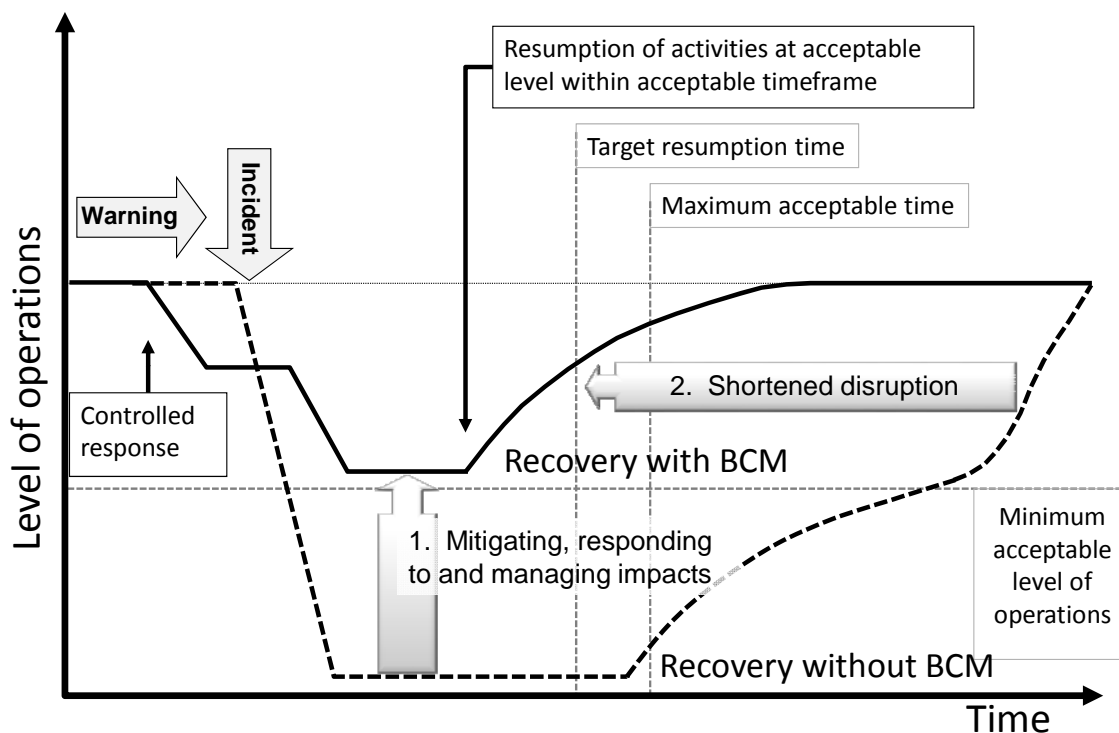 Resumption of activities at acceptable
level within acceptable timeframe
Target resumption time
Maximum acceptable time
Warning
Incident
Level of operations
Controlled
response
2. Shortened disruption
Recovery with BCM
1. Mitigating, responding
to and managing impacts
Minimum
acceptable
level of
operations
Recovery without BCM
Time